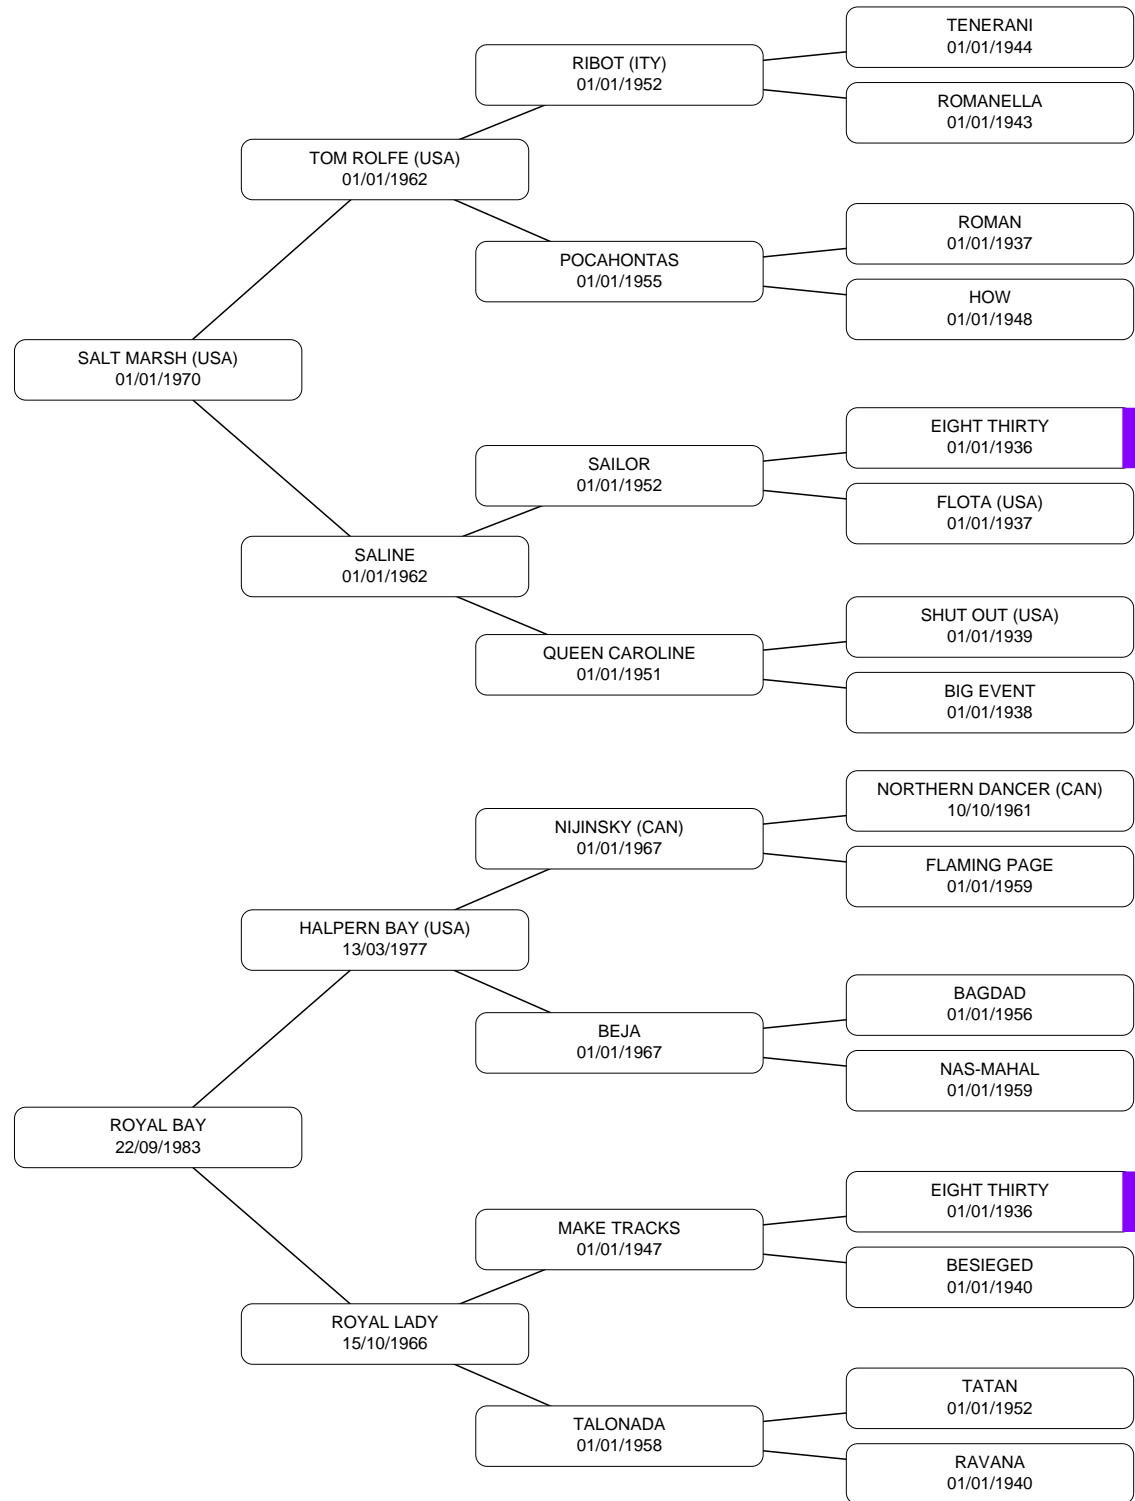 TENERANI
01/01/1944
RIBOT (ITY)
01/01/1952
ROMANELLA
01/01/1943
TOM ROLFE (USA)
01/01/1962
ROMAN
01/01/1937
POCAHONTAS
01/01/1955
HOW
01/01/1948
SALT MARSH (USA)
01/01/1970
EIGHT THIRTY
01/01/1936
SAILOR
01/01/1952
FLOTA (USA)
01/01/1937
SALINE
01/01/1962
SHUT OUT (USA)
01/01/1939
QUEEN CAROLINE
01/01/1951
BIG EVENT
01/01/1938
NORTHERN DANCER (CAN)
10/10/1961
NIJINSKY (CAN)
01/01/1967
FLAMING PAGE
01/01/1959
HALPERN BAY (USA)
13/03/1977
BAGDAD
01/01/1956
BEJA
01/01/1967
NAS-MAHAL
01/01/1959
ROYAL BAY
22/09/1983
EIGHT THIRTY
01/01/1936
MAKE TRACKS
01/01/1947
BESIEGED
01/01/1940
ROYAL LADY
15/10/1966
TATAN
01/01/1952
TALONADA
01/01/1958
RAVANA
01/01/1940